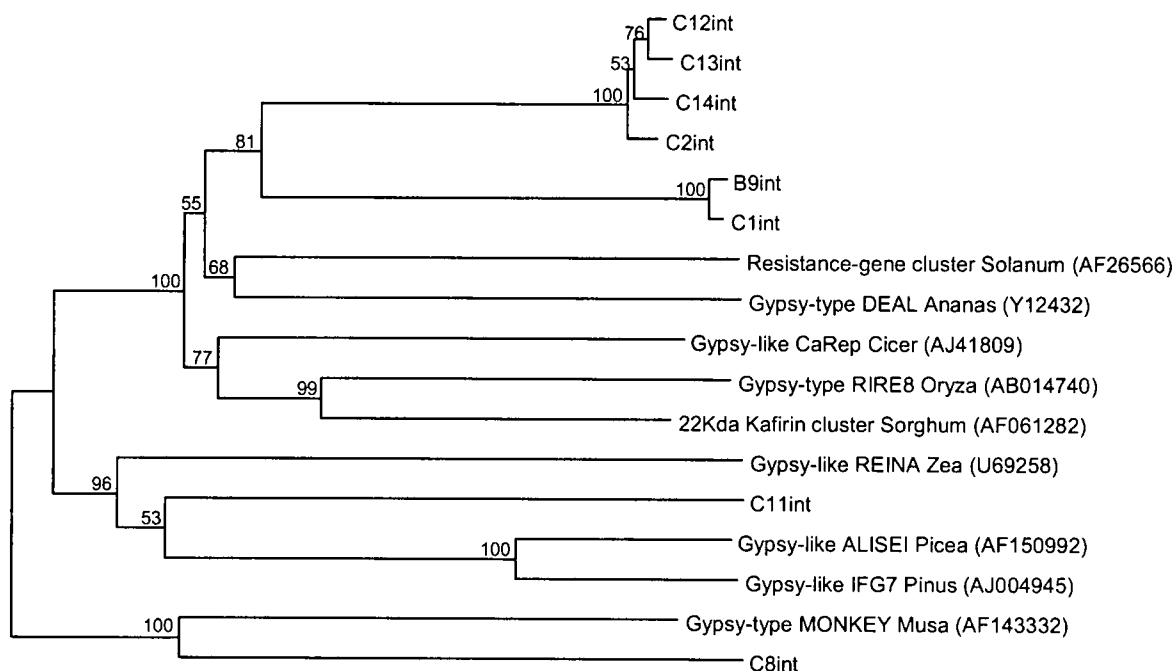 C12int
76
C13int
53
C14int
100
C2int
81
B9int
100
C1int
55
Resistance-gene cluster Solanum (AF26566)
68
Gypsy-type DEAL Ananas (Y12432)
100
Gypsy-like CaRep Cicer (AJ41809)
77
Gypsy-type RIRE8 Oryza (AB014740)
99
22Kda Kafirin cluster Sorghum (AF061282)
Gypsy-like REINA Zea (U69258)
96
C11int
53
Gypsy-like ALISEI Picea (AF150992)
100
Gypsy-like IFG7 Pinus (AJ004945)
Gypsy-type MONKEY Musa (AF143332)
100
C8int